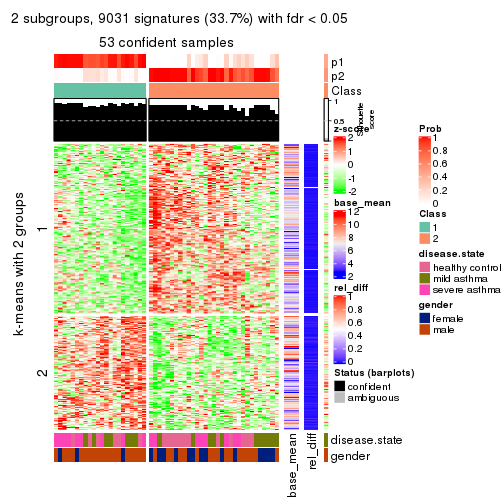 2 subgroups, 9031 signatures (33.7%) with fdr < 0.05
53 confident samples
p1
p2
Class
1
0.5
0
Silhouette
score
k-means with 2 groups
1
2
z-score
2
1
0
-1
-2
base_mean
12
10
8
6
4
2
rel_diff
1
0.8
0.6
0.4
0.2
0
Status (barplots)
confident
ambiguous
Prob
1
0.8
0.6
0.4
0.2
0
Class
1
2
disease.state
healthy control
mild asthma
severe asthma
gender
female
male
disease.state
gender
base_mean
rel_diff